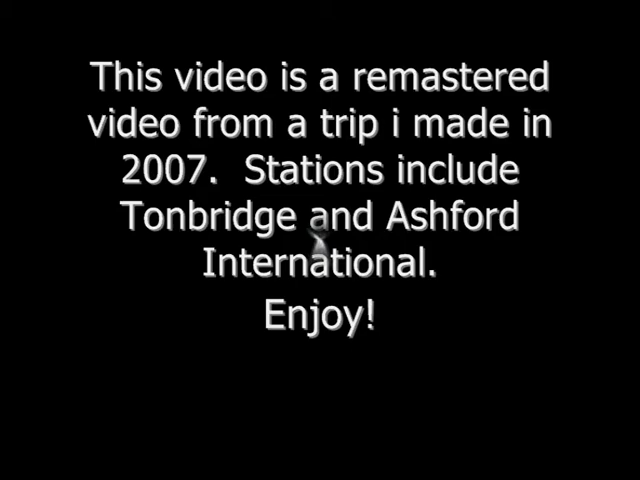 This video is a remastered
video from a trip i made in
2007.  Stations include
Tonbridge and Ashford
International.
Enjoy!